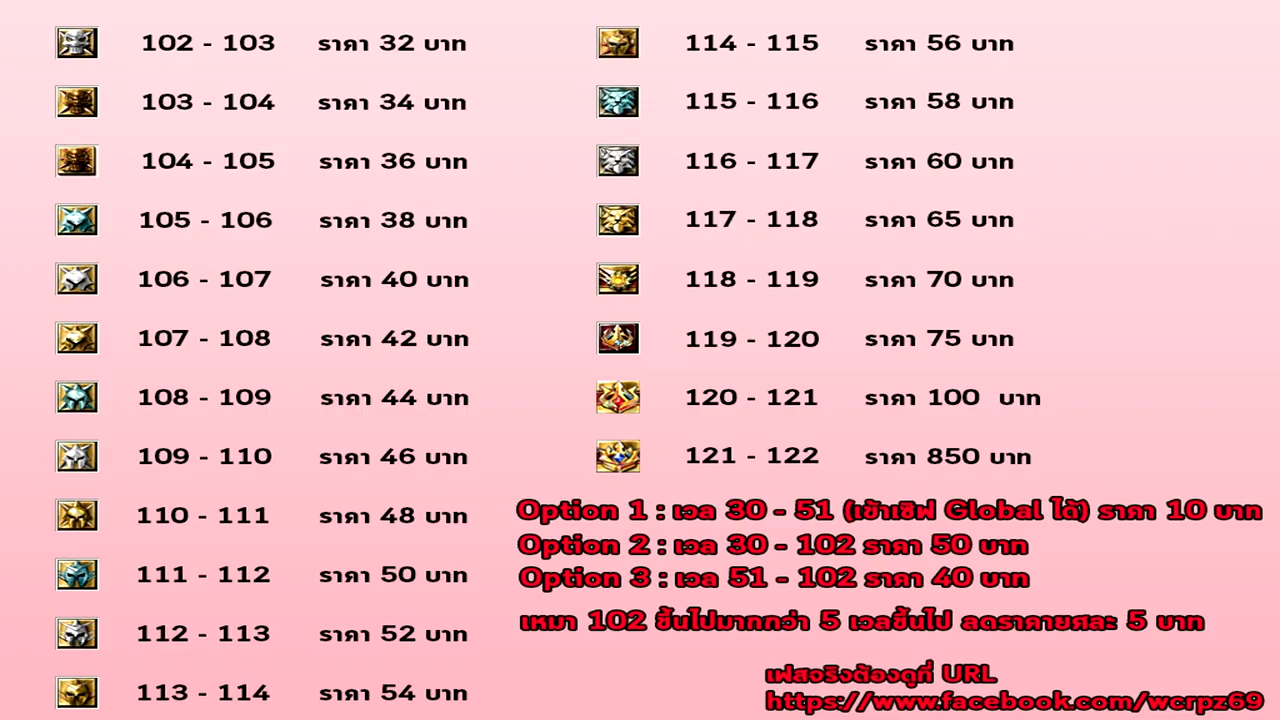 102 - 103 ราคา 32 บาท
103 - 104 ราคา 34 บาท
104 - 105 ราคา 36 บาท
105 - 106 ราคา 38 บาท
106 - 107 ราคา 40 บาท
107 - 108 ราคา 42 บาท
108 - 109 ราคา 44 บาท
109 - 110 ราคา 46 บาท
110 - 111 ราคา 48 บาท
111 - 112 ราคา 50 บาท
112 - 113 ราคา 52 บาท
113 - 114 ราคา 54 บาท
114 - 115 ราคา 56 บาท
115 - 116 ราคา 58 บาท
116 - 117 ราคา 60 บาท
117 - 118 ราคา 65 บาท
118 - 119 ราคา 70 บาท
119 - 120 ราคา 75 บาท
120 - 121 ราคา 100 บาท
121 - 122 ราคา 850 บาท
Option 1 : เวล 30 - 51 (เข้าเซิฟ Global ได้) ราคา 10 บาท
Option 2 : เวล 30 - 102 ราคา 50 บาท
Option 3 : เวล 51 - 102 ราคา 40 บาท
เหมา 102 ขึ้นไปมากกว่า 5 เวลขึ้นไป ลดราคายศละ 5 บาท
เฟสจริงต้องดูที่ URL
https://www.facebook.com/wcrpz69